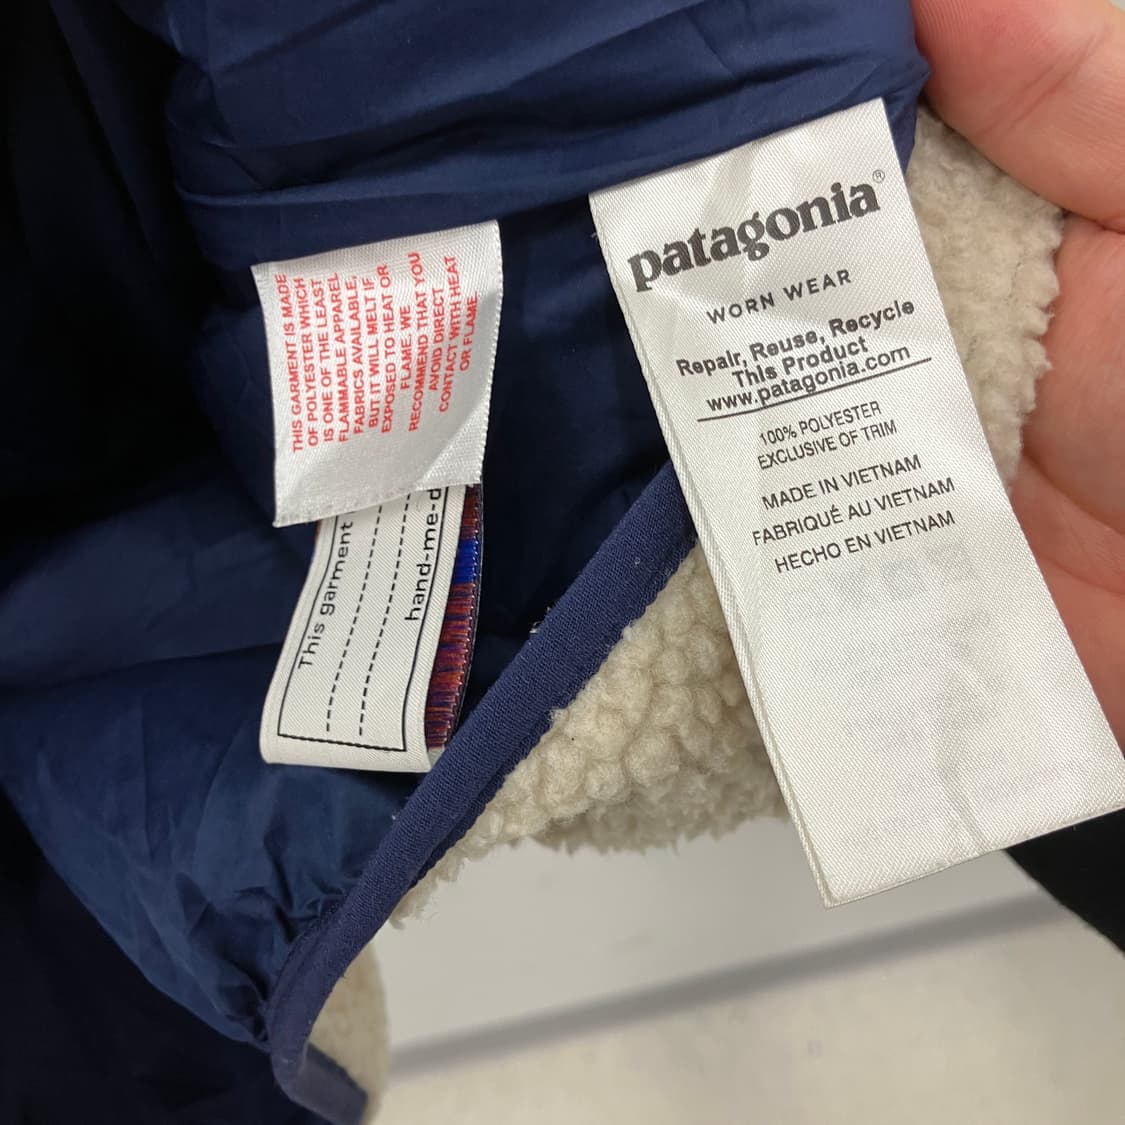 THIS GARMENT IS MADE
OF POLYESTER WHICH
IS ONE OF THE LEAST
FLAMMABLE APPAREL
FABRICS AVAILABLE,
BUT IT WILL MELT IF
EXPOSED TO HEAT OR
FLAME. WE
RECOMMEND THAT YOU
AVOID DIRECT
CONTACT WITH HEAT
OR FLAME.
This garment
hand-me-d
patagonia®
WORN WEAR
Repair, Reuse, Recycle
This Product
www.patagonia.com
100% POLYESTER
EXCLUSIVE OF TRIM
MADE IN VIETNAM
FABRIQUÉ AU VIETNAM
HECHO EN VIETNAM